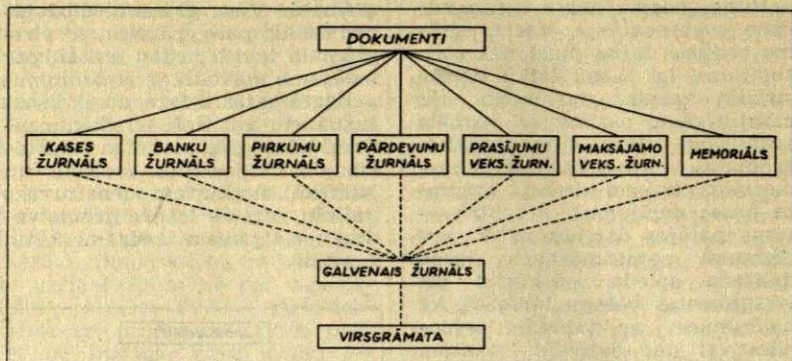 DOKUMENTI
KASES
ŽURNĀLS
BANKU
ŽURNĀLS
PIRKUMU
ŽURNĀLS
PĀRDEVUMU
ŽURNĀLS
PRASĪJUMU
VEKS. ŽURN.
MAKSĀJAMO
VEKS. ŽURN.
MEMORIĀLS
GALVENAIS ŽURNĀLS
VIRSGRĀMATA